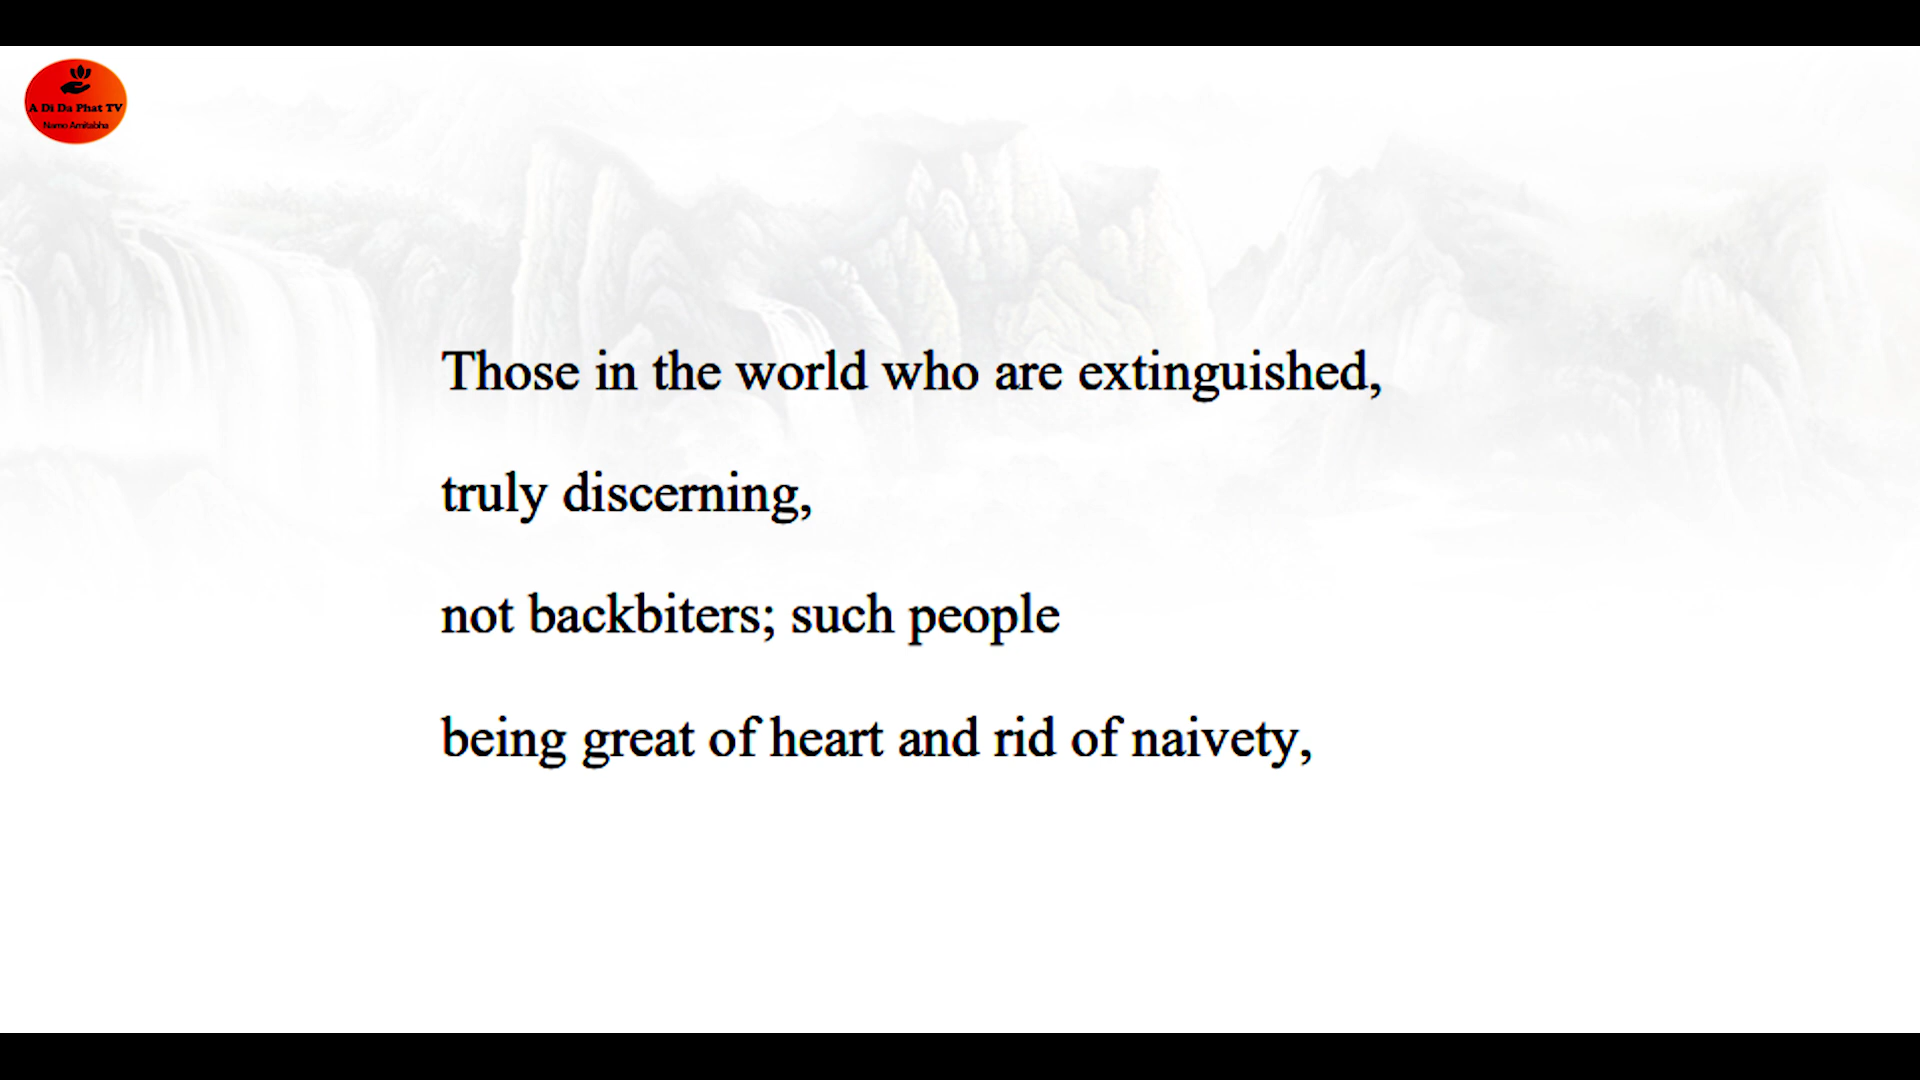 A Di Da Phat TV
Namo Amitabha
Those in the world who are extinguished,
truly discerning,
not backbiters; such people
being great of heart and rid of naivety,